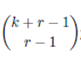 (k + r − 1
r − 1),